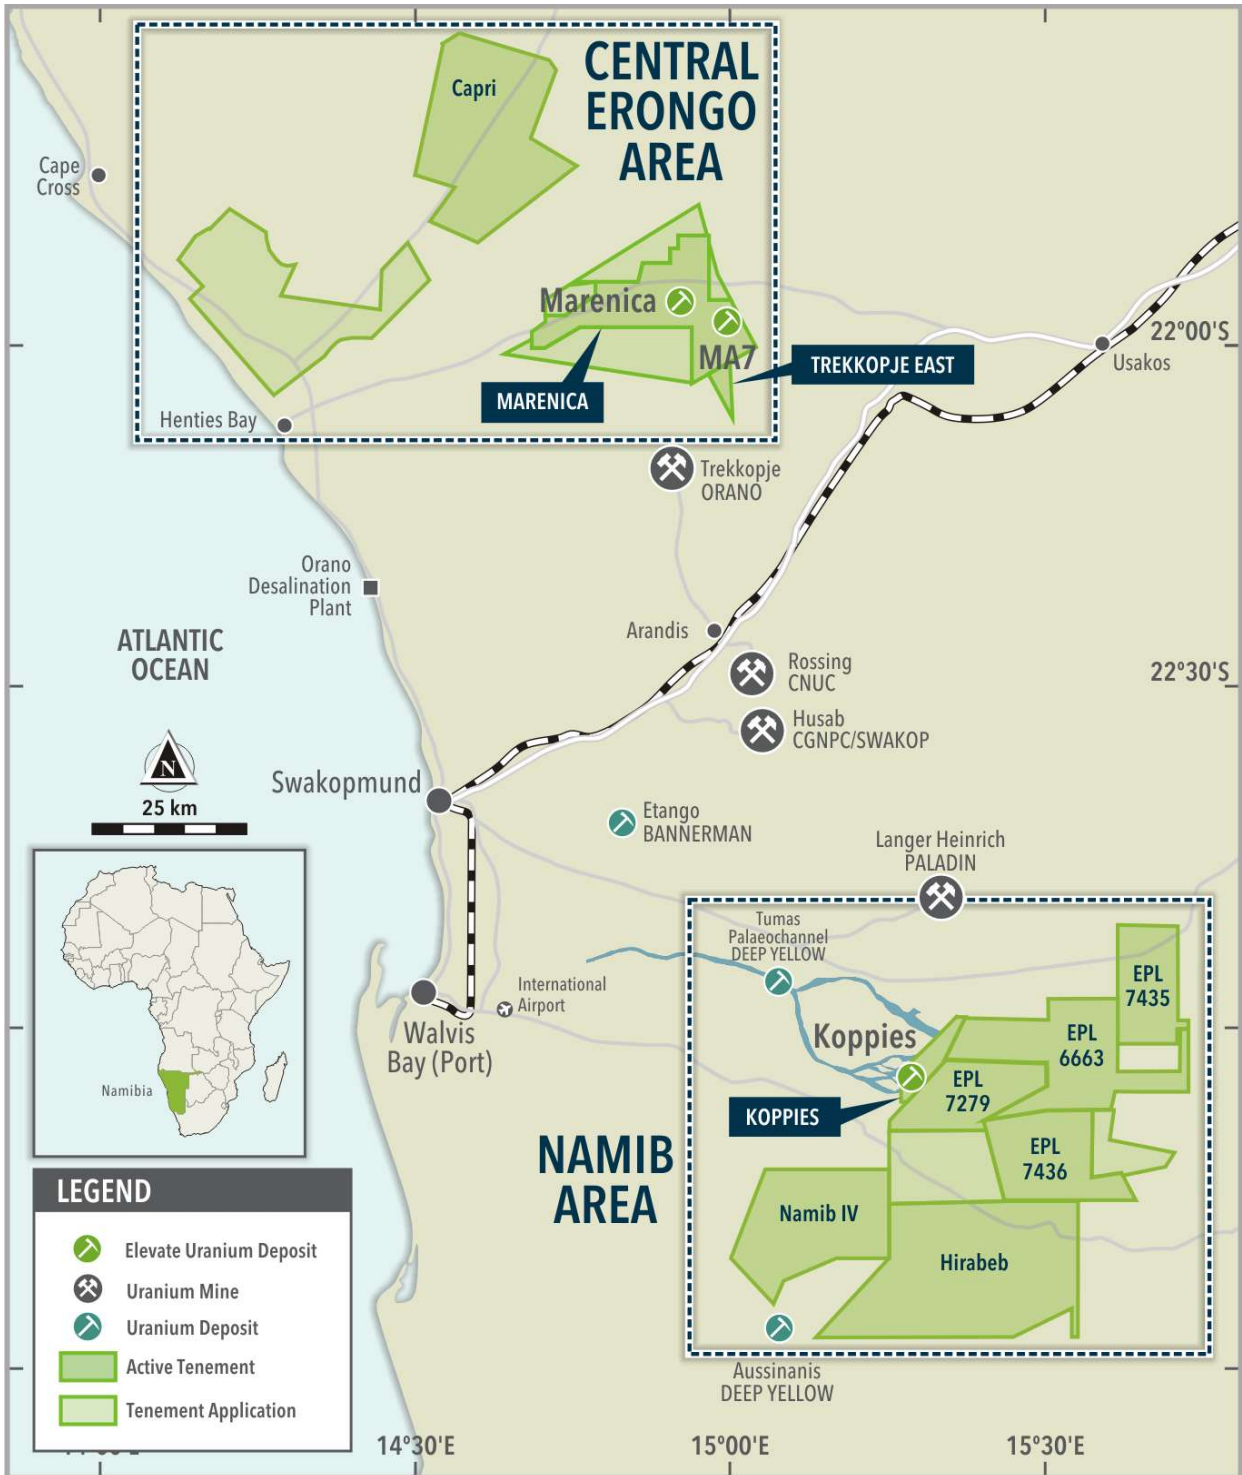 CENTRAL
ERONGO
AREA
Capri
Cape
Cross
Marenica
MA7
MARENICA
TREKKOPJE EAST
22°00'S
Usakos
Henties Bay
Trekkopje
ORANO
Orano
Desalination
Plant
Arandis
ATLANTIC
OCEAN
Rossing
CNUC
22°30'S
Husab
CGNPC/SWAKOP
N
25 km
Swakopmund
Etango
BANNERMAN
Langer Heinrich
PALADIN
Tumas
Palaeochannel
DEEP YELLOW
International
Airport
Walvis
Bay (Port)
Koppies
KOPPIES
EPL
7435
EPL
6663
EPL
7279
EPL
7436
Namibia
NAMIB
AREA
Namib IV
Hirabeb
Aussinanis
DEEP YELLOW
LEGEND
Elevate Uranium Deposit
Uranium Mine
Uranium Deposit
Active Tenement
Tenement Application
14°30'E
15°00'E
15°30'E